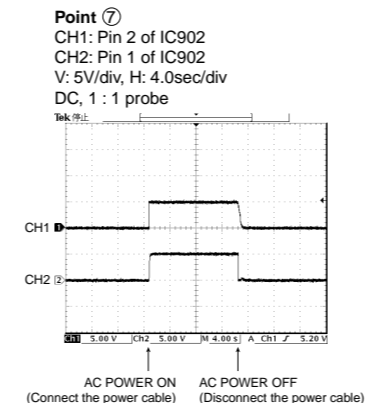 Point ⑦
CH1: Pin 2 of IC902
CH2: Pin 1 of IC902
V: 5V/div, H: 4.0sec/div
DC, 1 : 1 probe
Tek 停止
CH1 1
CH2 2
Ch1 5.00 V Ch2 5.00 V M 4.00 s A Ch1 ƒ 5.20 V
AC POWER ON AC POWER OFF
(Connect the power cable) (Disconnect the power cable)